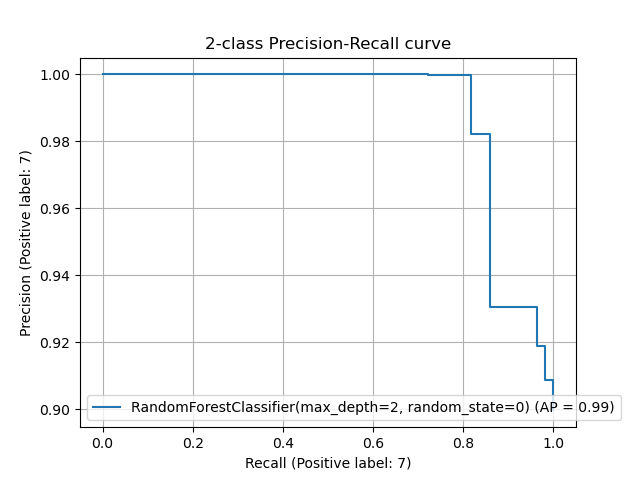 2-class Precision-Recall curve
Precision (Positive label: 7)
1.00
0.98
0.96
0.94
0.92
0.90
RandomForestClassifier(max_depth=2, random_state=0) (AP = 0.99)
0.0 0.2 0.4 0.6 0.8 1.0
Recall (Positive label: 7)